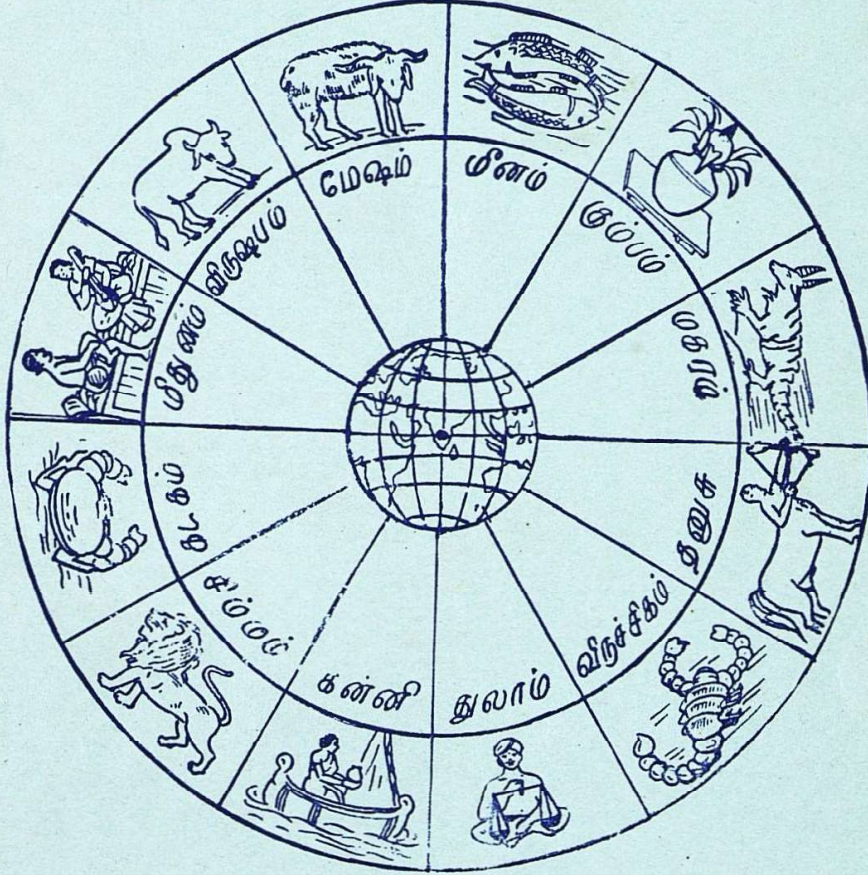 மேஷம்
மீனம்
கும்பம்
மகரம்
தனுசு
விருச்சிகம்
துலாம்
கன்னி
சிம்மம்
கடகம்
மிதுனம்
விருஷபம்